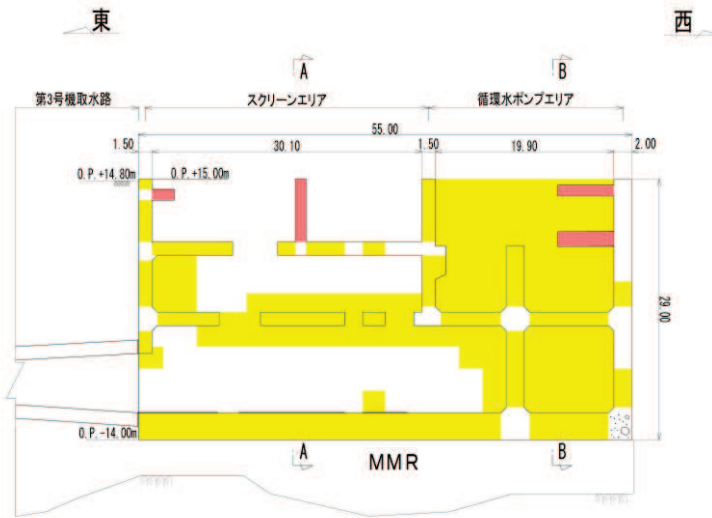 東
西
A
B
第3号機取水路
スクリーンエリア
循環水ポンプエリア
55.00
1.50
30.10
1.50
19.90
2.00
O.P.+14.80m
O.P.+15.00m
29.00
O.P.-14.00m
A
B
MMR